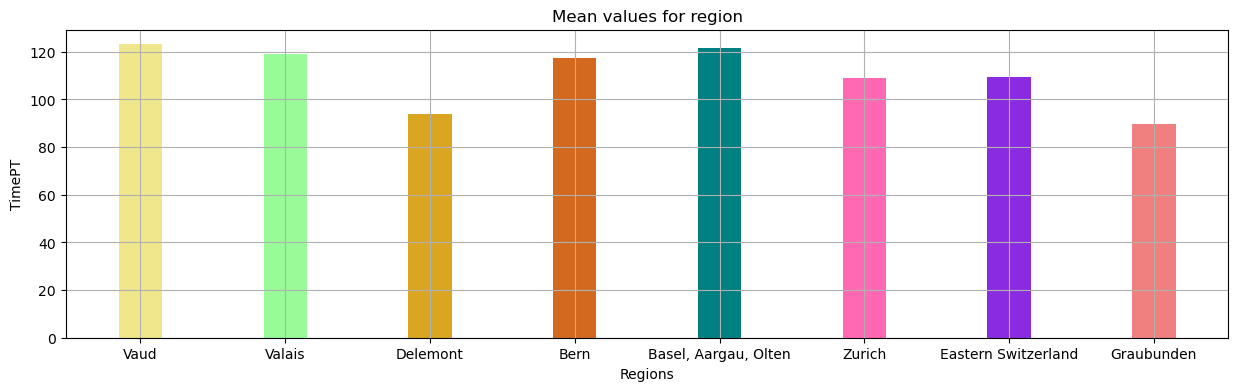 Mean values for region
TimePT
120
100
80
60
40
20
0
Vaud Valais Delemont Bern Basel, Aargau, Olten Zurich Eastern Switzerland Graubunden
Regions